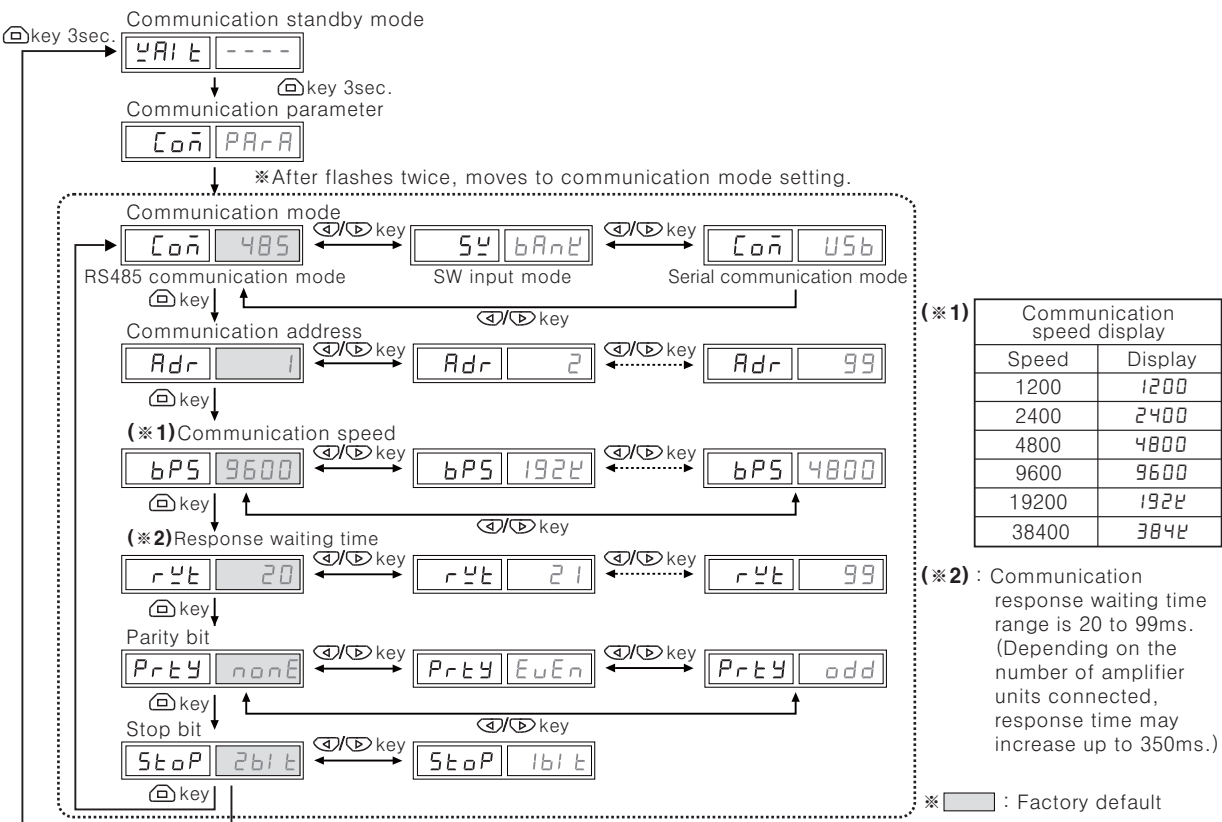 Communication standby mode
key 3sec.
WAIt ----
key 3sec.
Communication parameter
Com PArA
※After flashes twice, moves to communication mode setting.
Communication mode
Com 485 ◁/▷ key SW bAnK ◁/▷ key Com USb
RS485 communication mode SW input mode Serial communication mode
key
◁/▷ key
Communication address
Adr 1 ◁/▷ key Adr 2 ◁/▷ key Adr 99
key
(※1)Communication speed
bPS 9600 ◁/▷ key bPS 192K ◁/▷ key bPS 4800
key
◁/▷ key
(※2)Response waiting time
rWt 20 ◁/▷ key rWt 21 ◁/▷ key rWt 99
key
Parity bit
PrtY nonE ◁/▷ key PrtY EvEn ◁/▷ key PrtY odd
key
◁/▷ key
Stop bit
StoP 2bIt ◁/▷ key StoP 1bIt
key
(※1)
Communication
speed display
Speed Display
1200 1200
2400 2400
4800 4800
9600 9600
19200 192K
38400 384K
(※2) : Communication
response waiting time
range is 20 to 99ms.
(Depending on the
number of amplifier
units connected,
response time may
increase up to 350ms.)
※ : Factory default